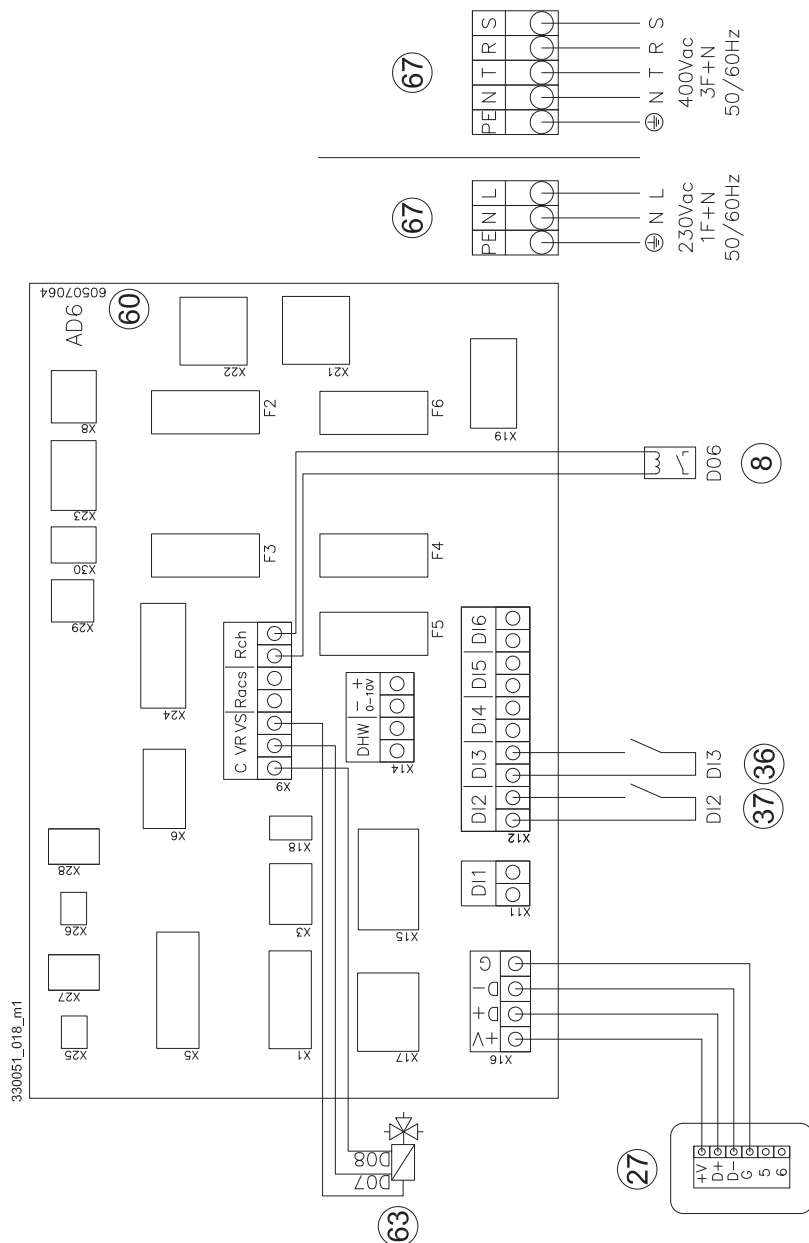 330051_018_m1
60507064
AD6
60
X25
X27
X26
X28
X29
X30
X23
X8
X5
X6
X24
F3
F2
X22
X1
X3
X18
C VR VS Racs Rch
X9
DHW - +
0-10V
X14
F5
F4
F6
X21
X17
X15
X19
+V D+ D- G
X16
DI1
X11
DI2 DI3 DI4 DI5 DI6
X12
D07
D08
63
27
+V
D+
D-
G
5
6
DI2
37
DI3
36
D06
8
67
PE N L
N L
230Vac
1F+N
50/60Hz
67
PE N T R S
N T R S
400Vac
3F+N
50/60Hz